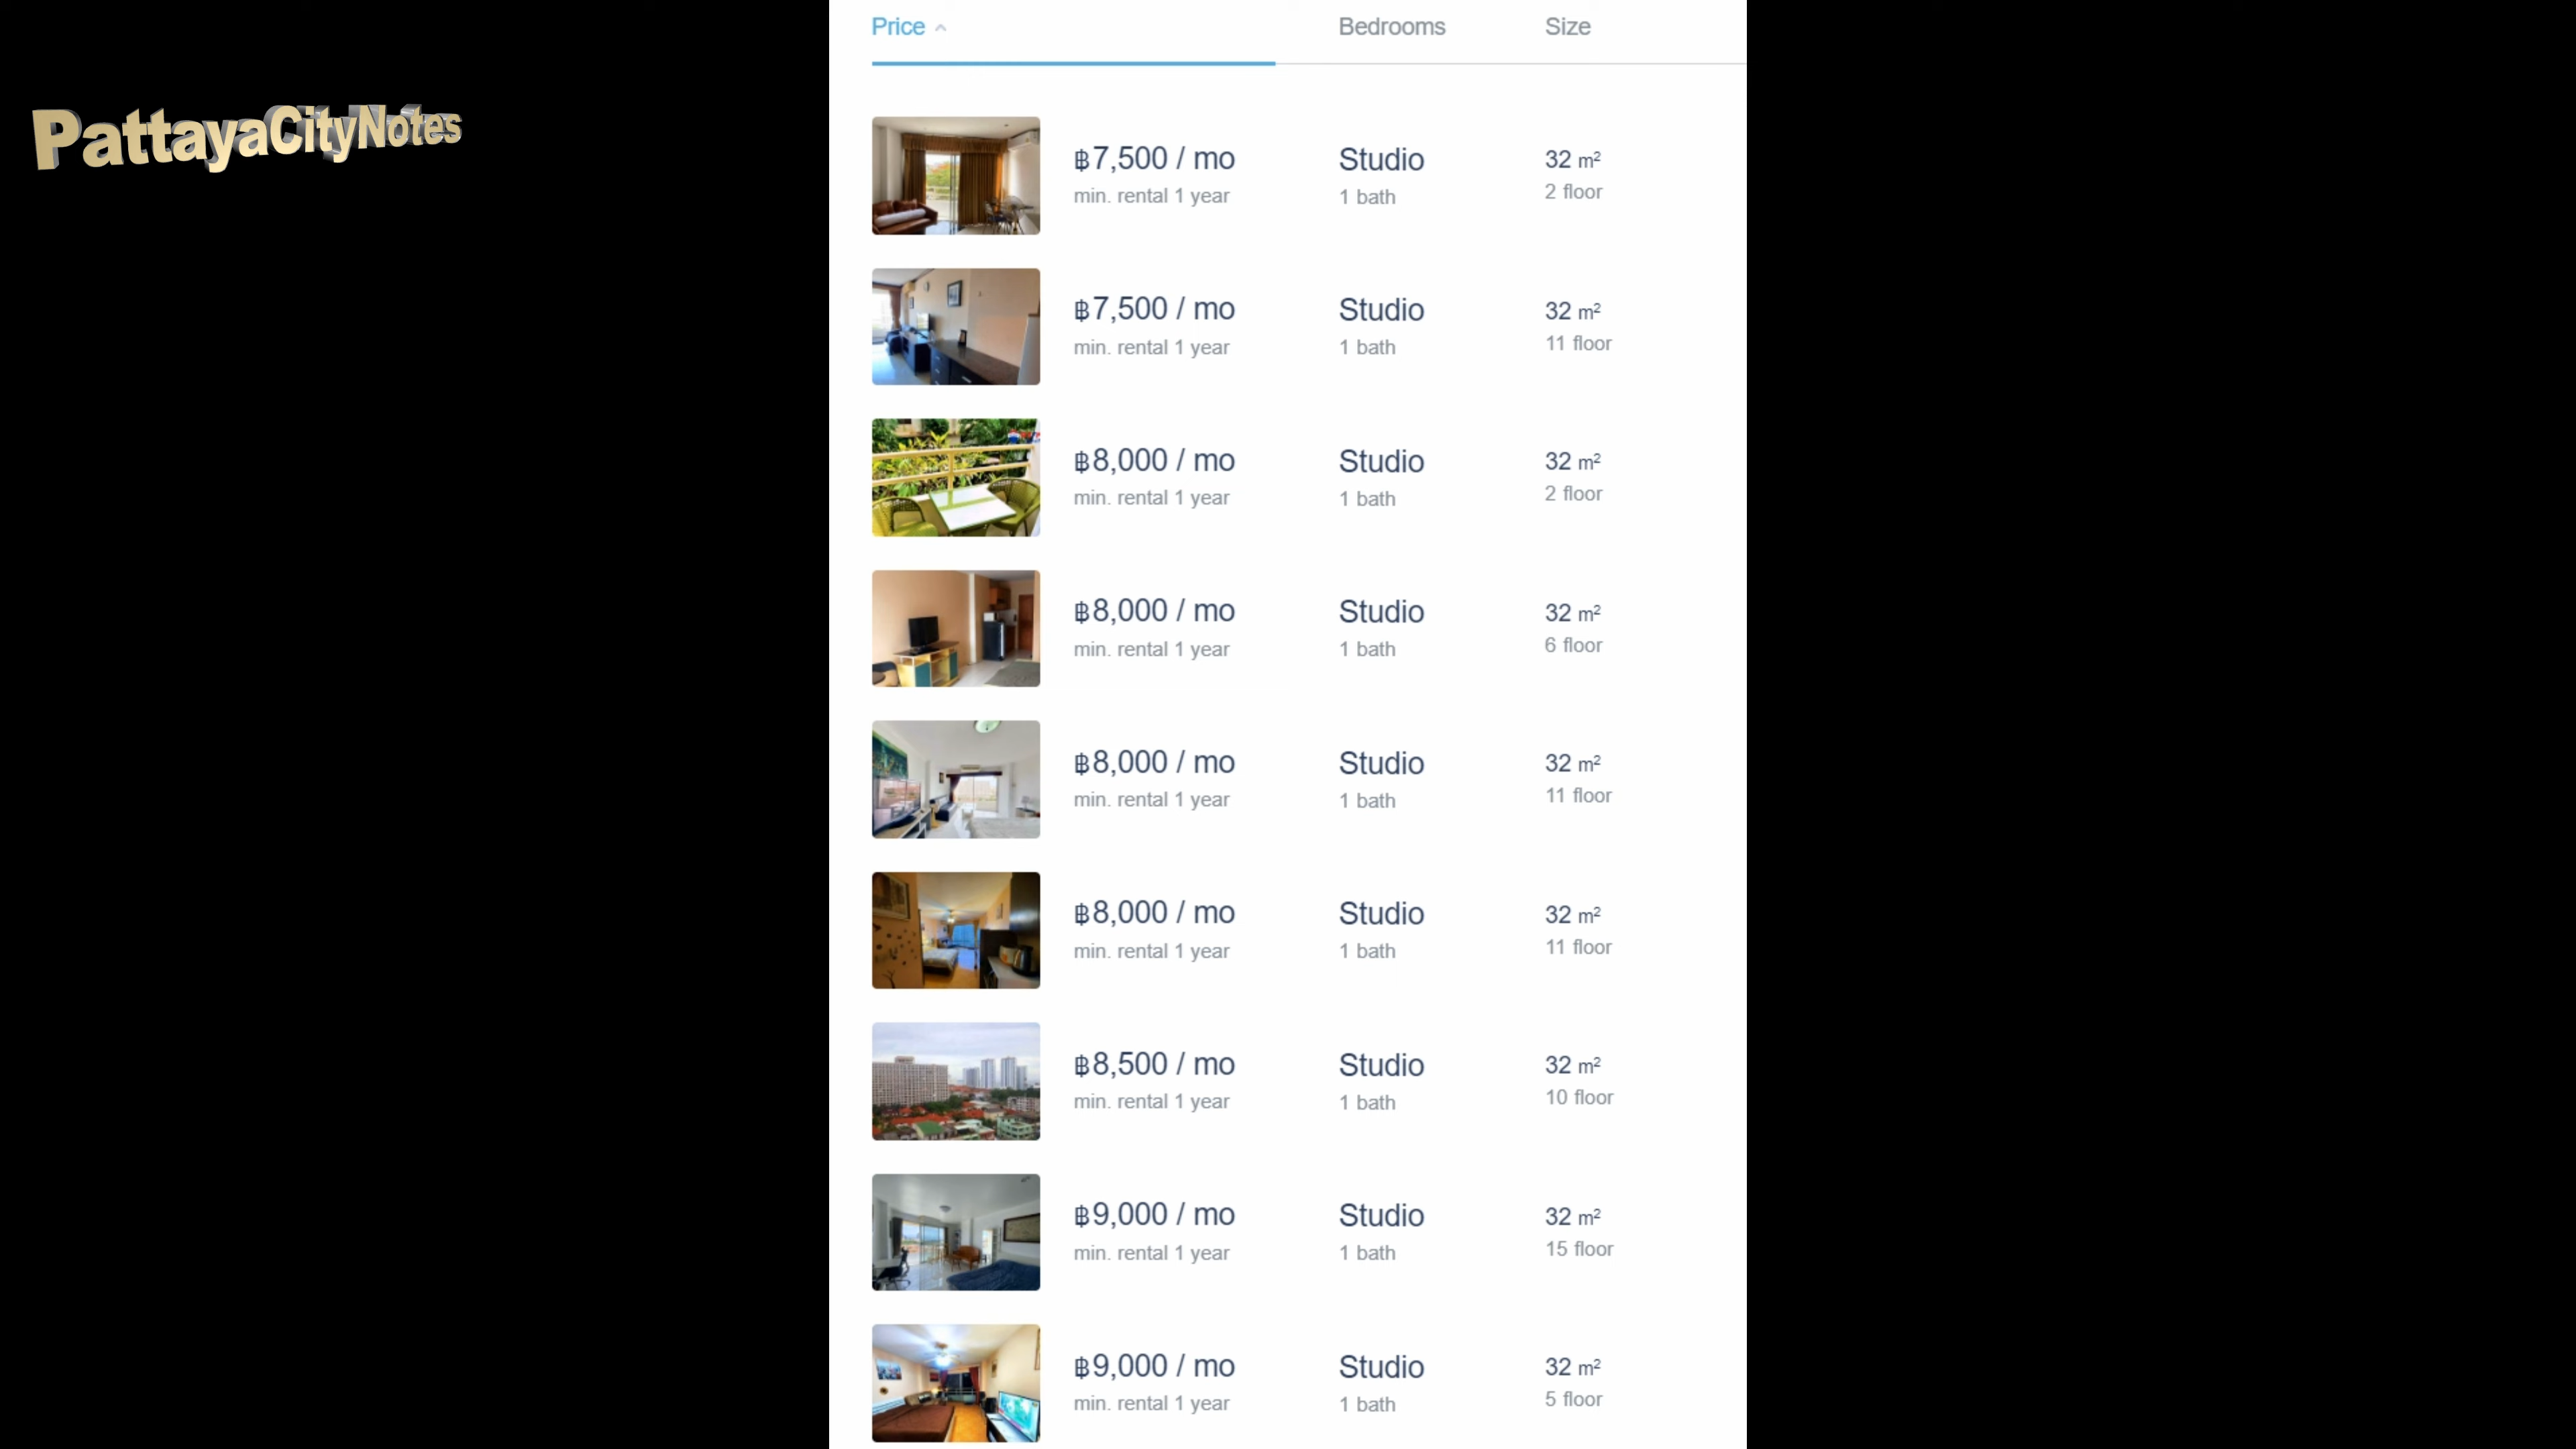 PattayaCityNotes
Price Bedrooms Size
฿7,500 / mo Studio 32 m²
min. rental 1 year 1 bath 2 floor
฿7,500 / mo Studio 32 m²
min. rental 1 year 1 bath 11 floor
฿8,000 / mo Studio 32 m²
min. rental 1 year 1 bath 2 floor
฿8,000 / mo Studio 32 m²
min. rental 1 year 1 bath 6 floor
฿8,000 / mo Studio 32 m²
min. rental 1 year 1 bath 11 floor
฿8,000 / mo Studio 32 m²
min. rental 1 year 1 bath 11 floor
฿8,500 / mo Studio 32 m²
min. rental 1 year 1 bath 10 floor
฿9,000 / mo Studio 32 m²
min. rental 1 year 1 bath 15 floor
฿9,000 / mo Studio 32 m²
min. rental 1 year 1 bath 5 floor